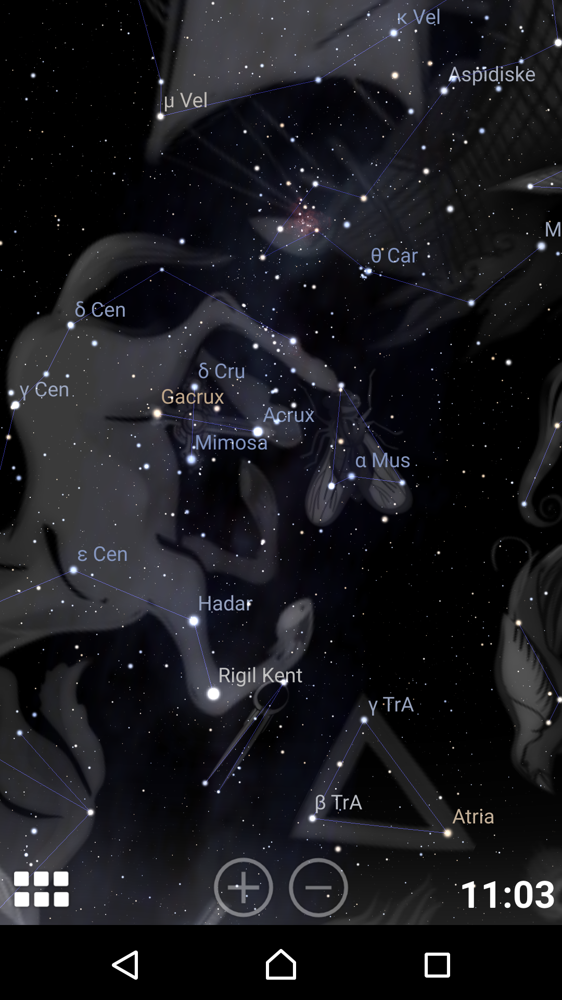 κ Vel
Aspidiske
μ Vel
M
θ Car
δ Cen
δ Cru
γ Cen
Gacrux
Acrux
Mimosa
α Mus
ε Cen
Hadar
Rigil Kent
γ TrA
β TrA
Atria
11:03